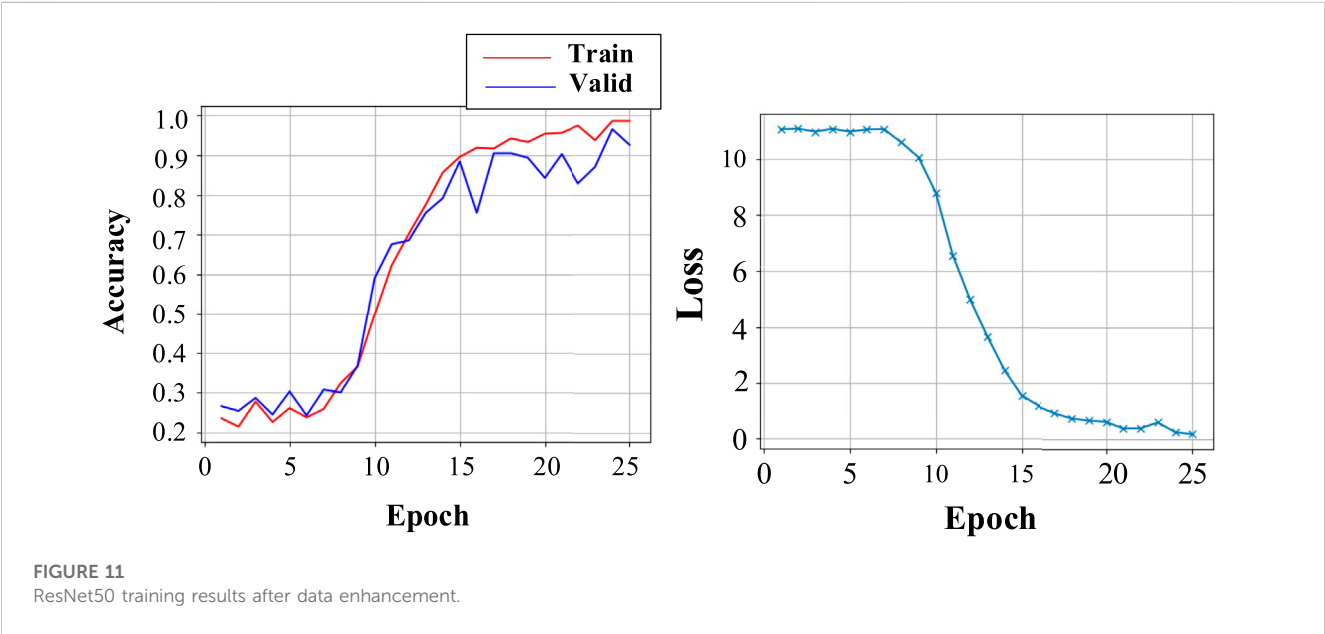 Train
Valid
1.0
0.9
0.8
0.7
0.6
0.5
0.4
0.3
0.2
Accuracy
0 5 10 15 20 25
Epoch
10
8
6
4
2
0
Loss
0 5 10 15 20 25
Epoch
FIGURE 11
ResNet50 training results after data enhancement.